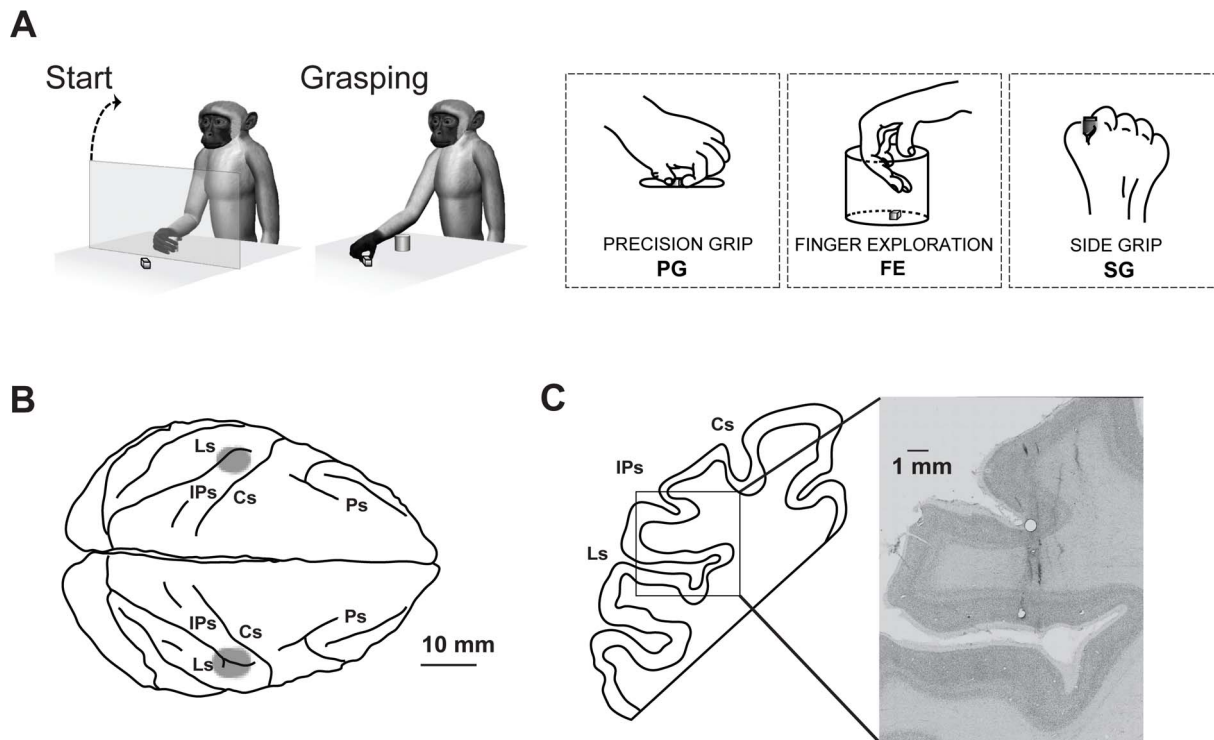 A
Start
Grasping
PRECISION GRIP
PG
FINGER EXPLORATION
FE
SIDE GRIP
SG
B
Ls
IPs
Cs
Ps
IPs
Cs
Ps
Ls
10 mm
C
Cs
IPs
Ls
1 mm